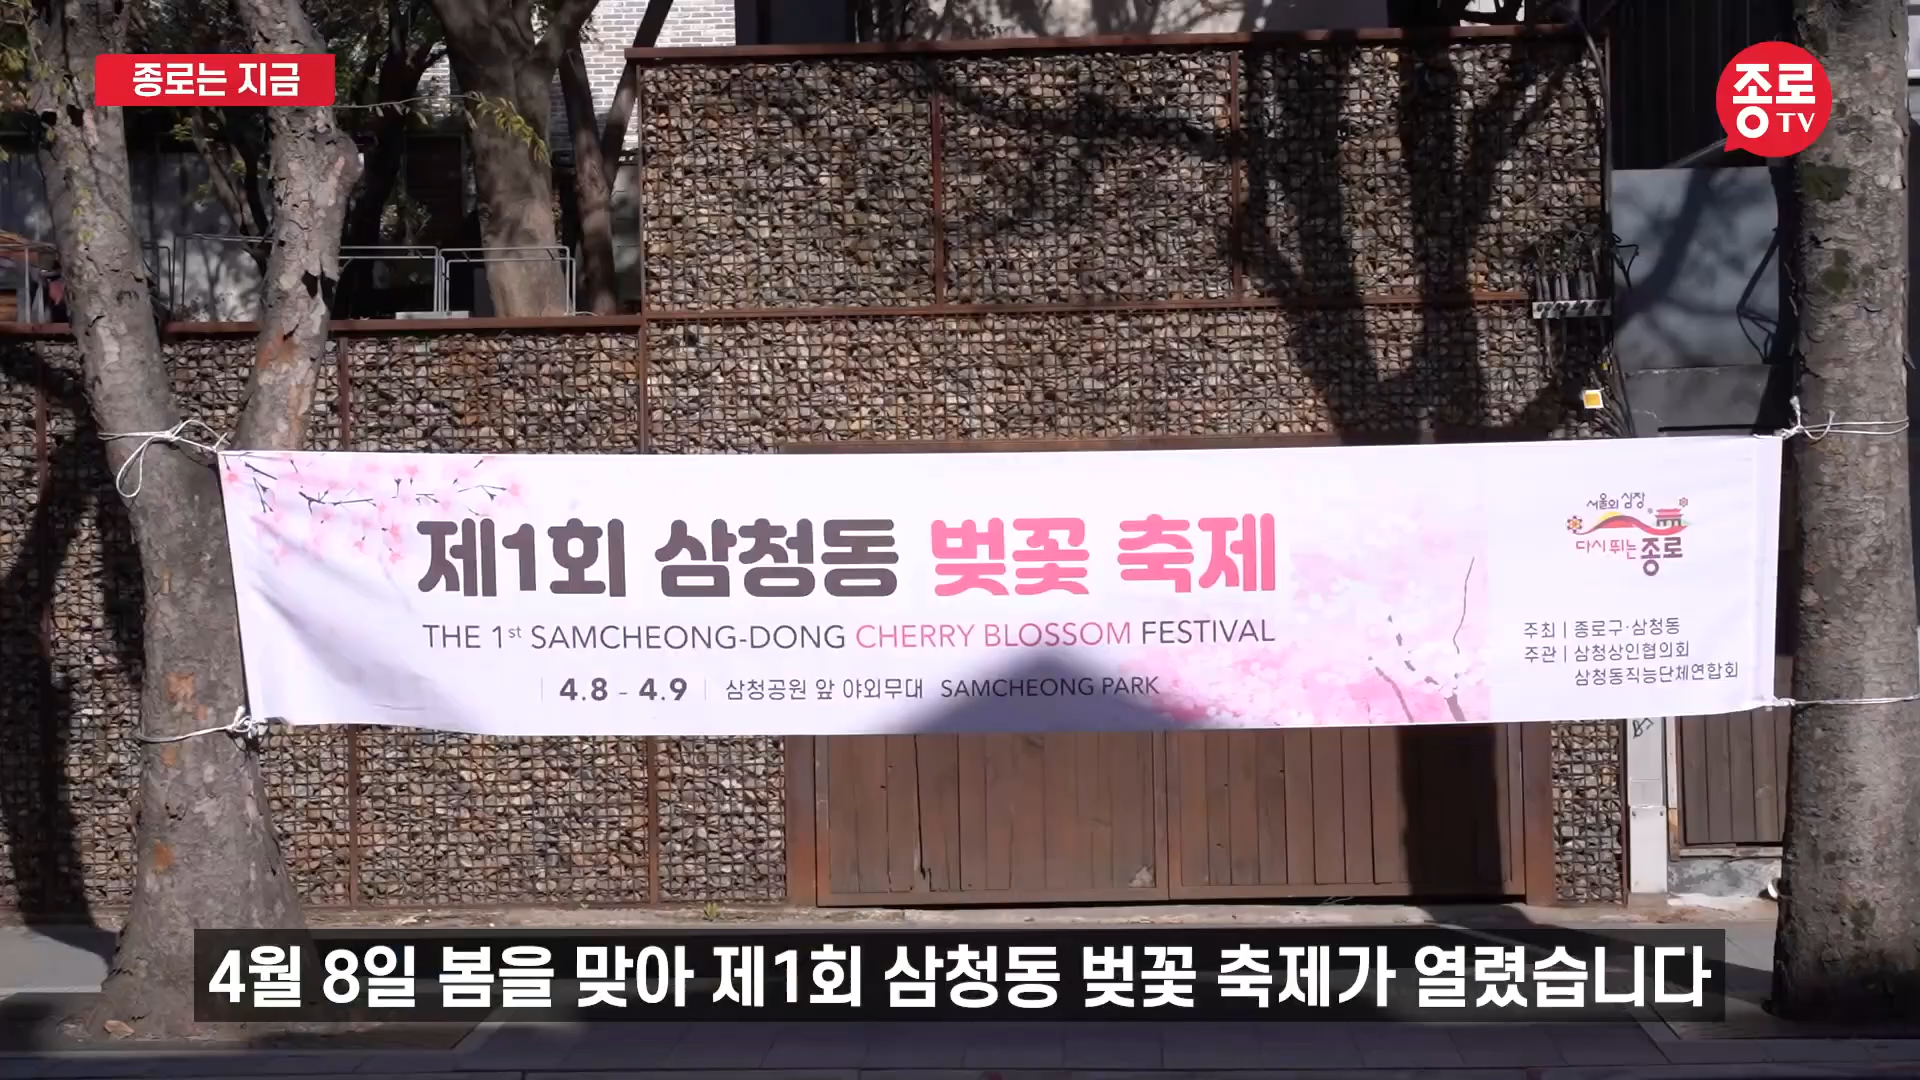 종로는 지금
종로TV
서울의 심장
다시 뛰는 종로
제1회 삼청동 벚꽃 축제
THE 1st SAMCHEONG-DONG CHERRY BLOSSOM FESTIVAL
4.8 - 4.9 | 삼청공원 앞 야외무대 SAMCHEONG PARK
주최 | 종로구·삼청동
주관 | 삼청상인협의회
삼청동직능단체연합회
4월 8일 봄을 맞아 제1회 삼청동 벚꽃 축제가 열렸습니다